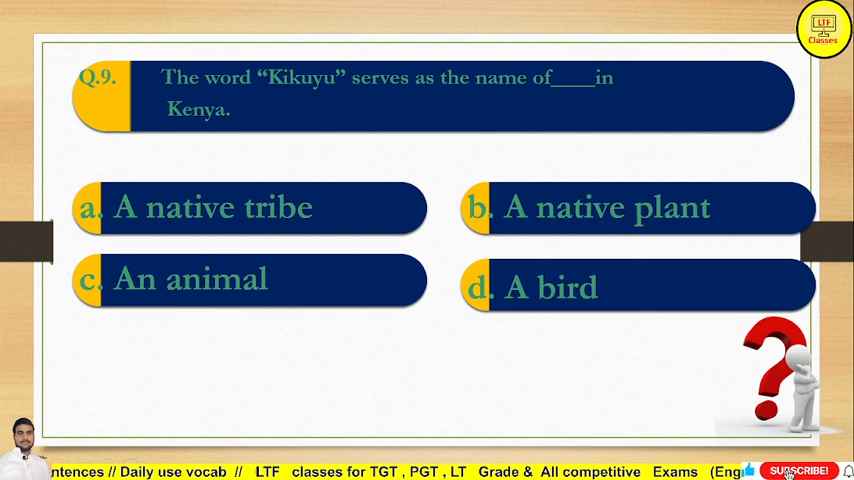 LTF
Classes
Q.9. The word “Kikuyu” serves as the name of____in
Kenya.
a. A native tribe
b. A native plant
c. An animal
d. A bird
ntences // Daily use vocab // LTF classes for TGT , PGT , LT Grade & All competitive Exams (Eng
SUBSCRIBE!